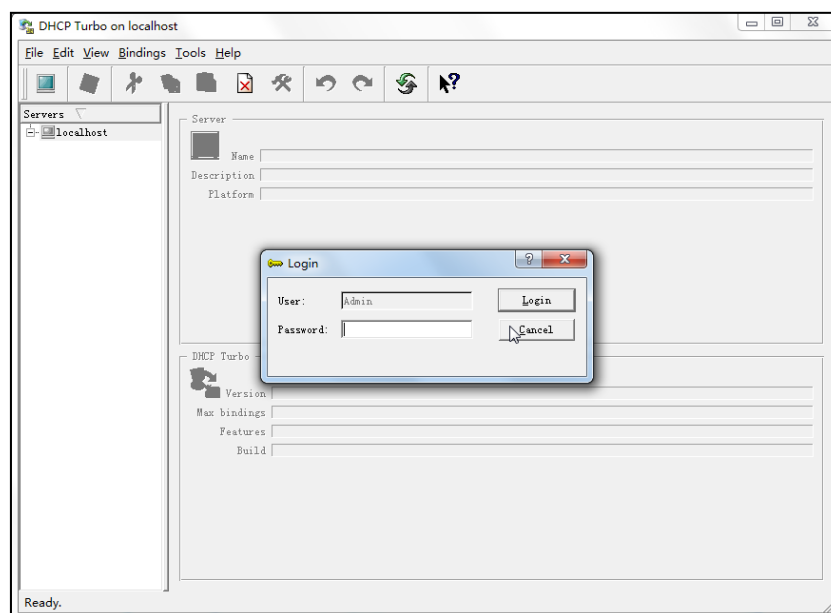 DHCP Turbo on localhost
File Edit View Bindings Tools Help
Servers
localhost
Server
Name
Description
Platform
Login
User: Admin Login
Password: Cancel
DHCP Turbo
Version
Max bindings
Features
Build
Ready.